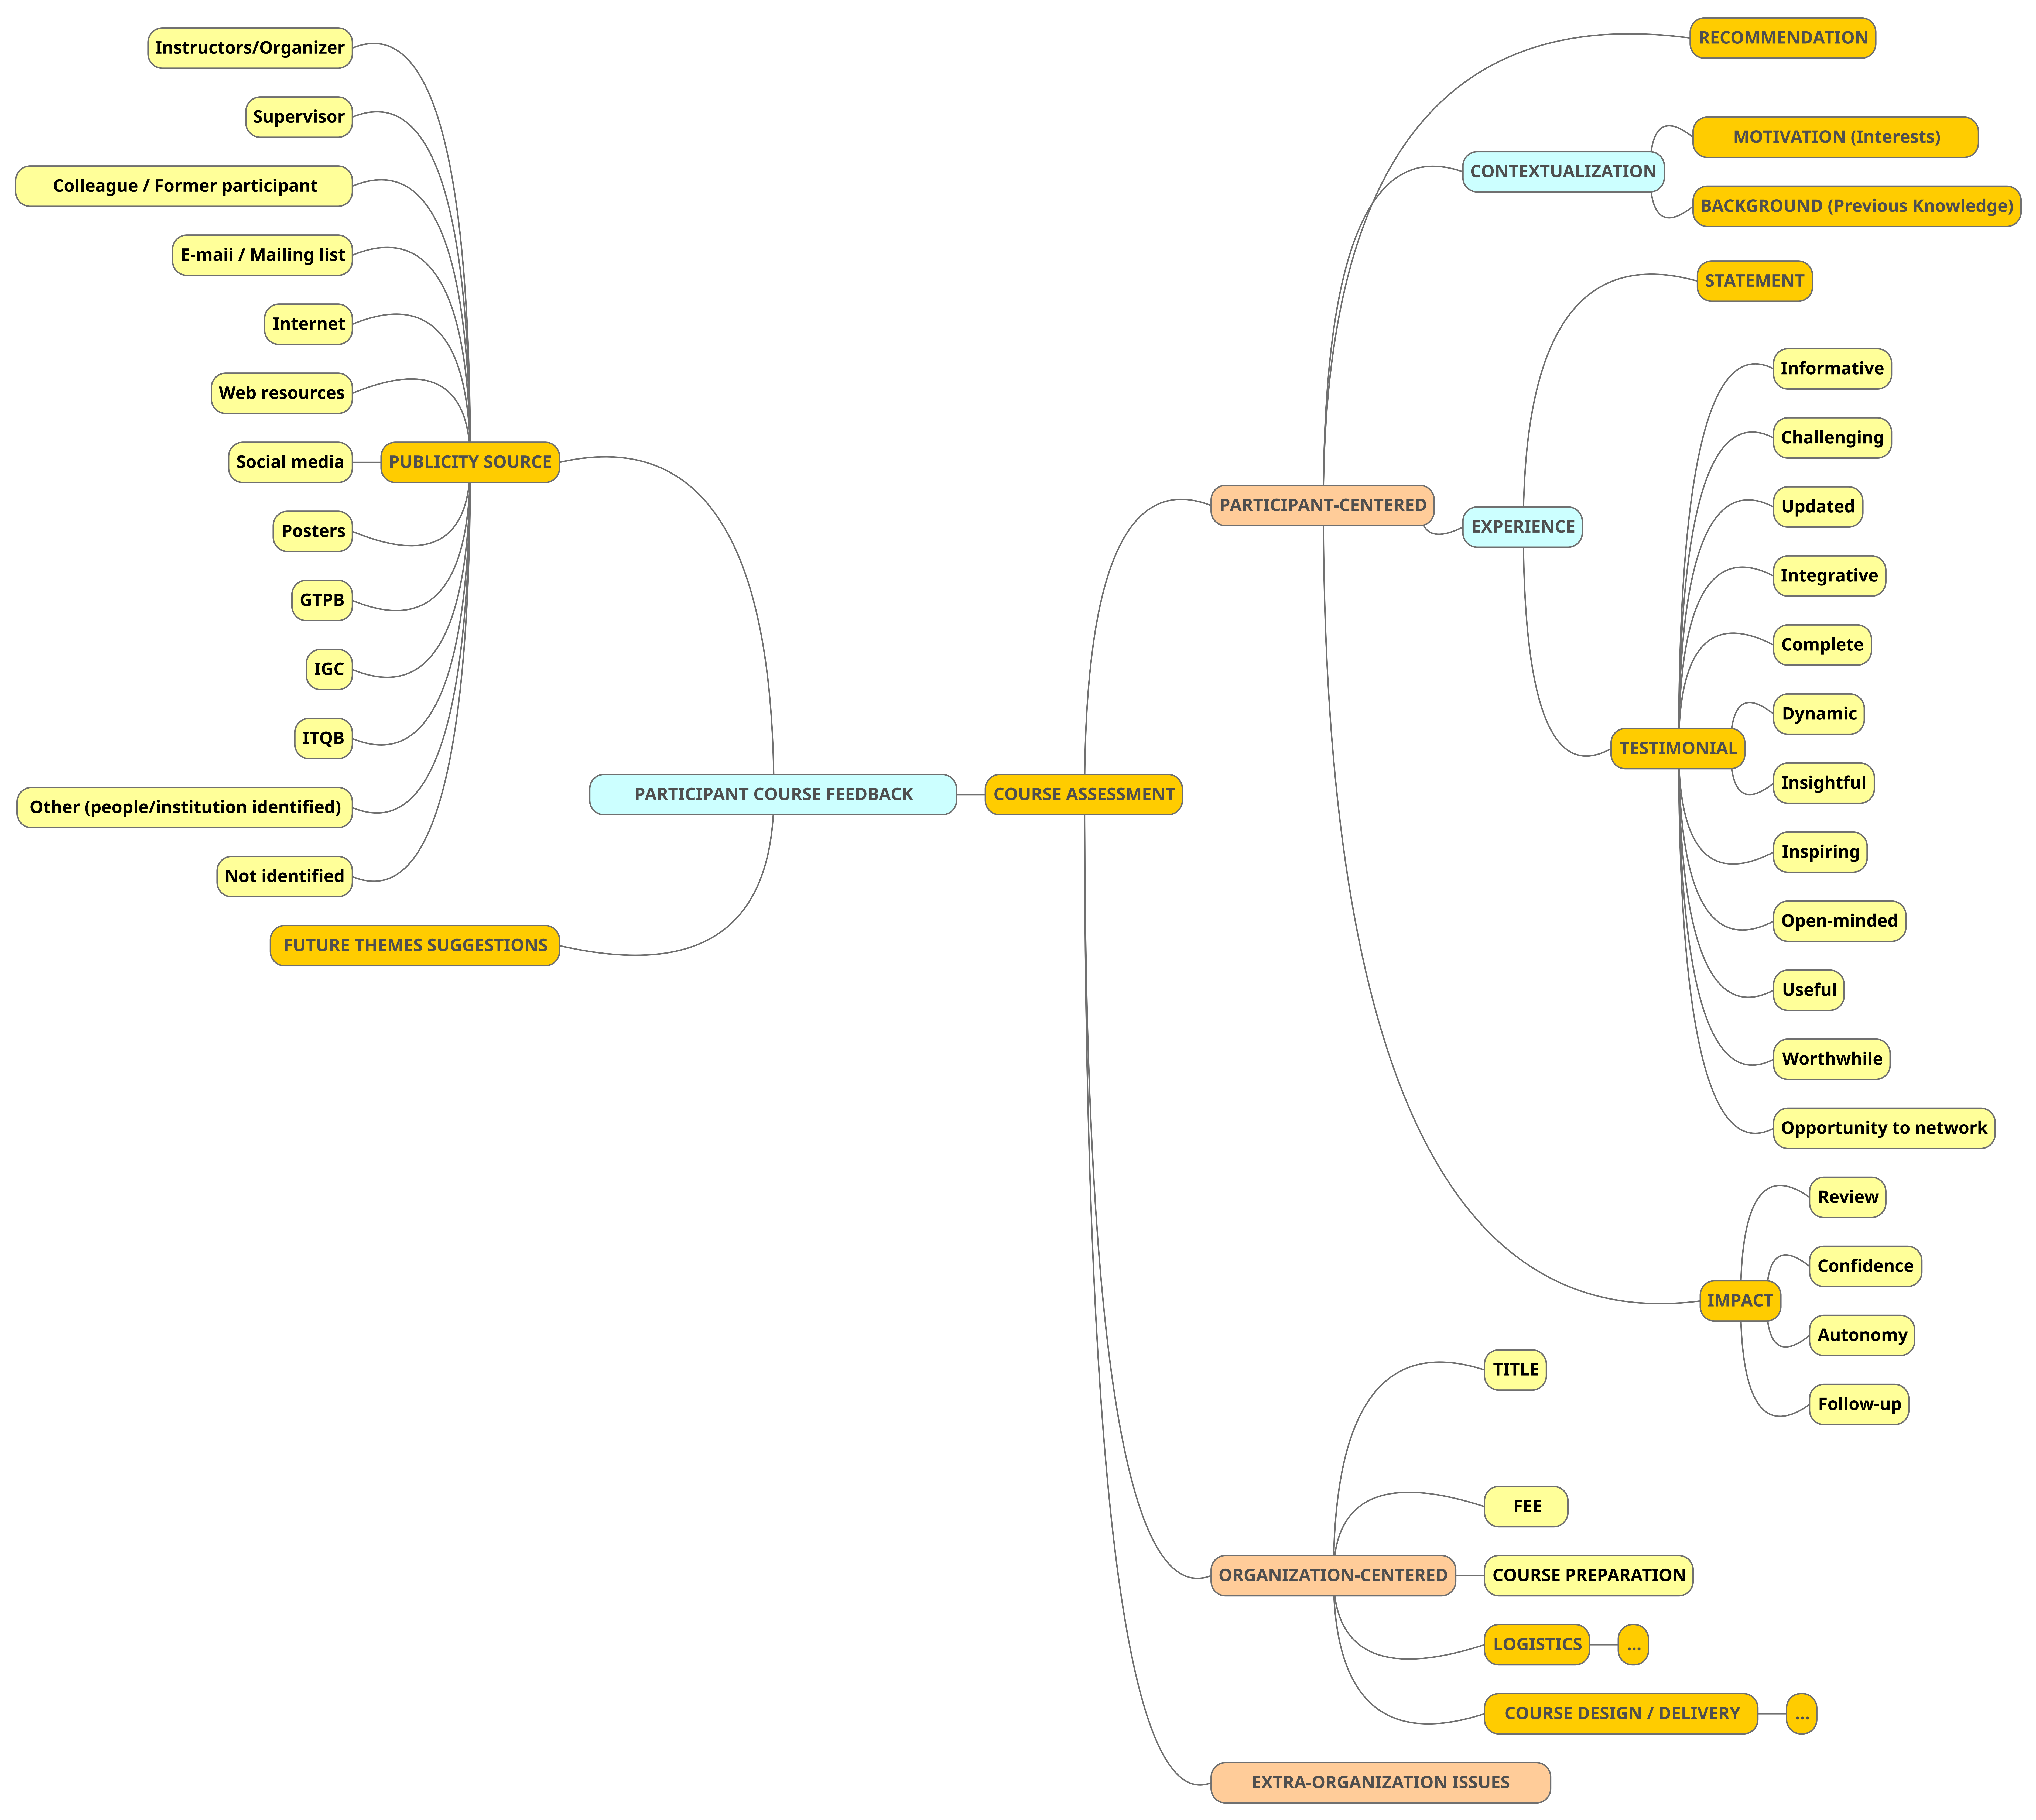 Instructors/Organizer
Supervisor
Colleague / Former participant
E-maii / Mailing list
Internet
Web resources
Social media
Posters
GTPB
IGC
ITQB
Other (people/institution identified)
Not identified
PUBLICITY SOURCE
FUTURE THEMES SUGGESTIONS
PARTICIPANT COURSE FEEDBACK
COURSE ASSESSMENT
PARTICIPANT-CENTERED
RECOMMENDATION
CONTEXTUALIZATION
MOTIVATION (Interests)
BACKGROUND (Previous Knowledge)
EXPERIENCE
STATEMENT
TESTIMONIAL
Informative
Challenging
Updated
Integrative
Complete
Dynamic
Insightful
Inspiring
Open-minded
Useful
Worthwhile
Opportunity to network
IMPACT
Review
Confidence
Autonomy
Follow-up
ORGANIZATION-CENTERED
TITLE
FEE
COURSE PREPARATION
LOGISTICS
...
COURSE DESIGN / DELIVERY
...
EXTRA-ORGANIZATION ISSUES